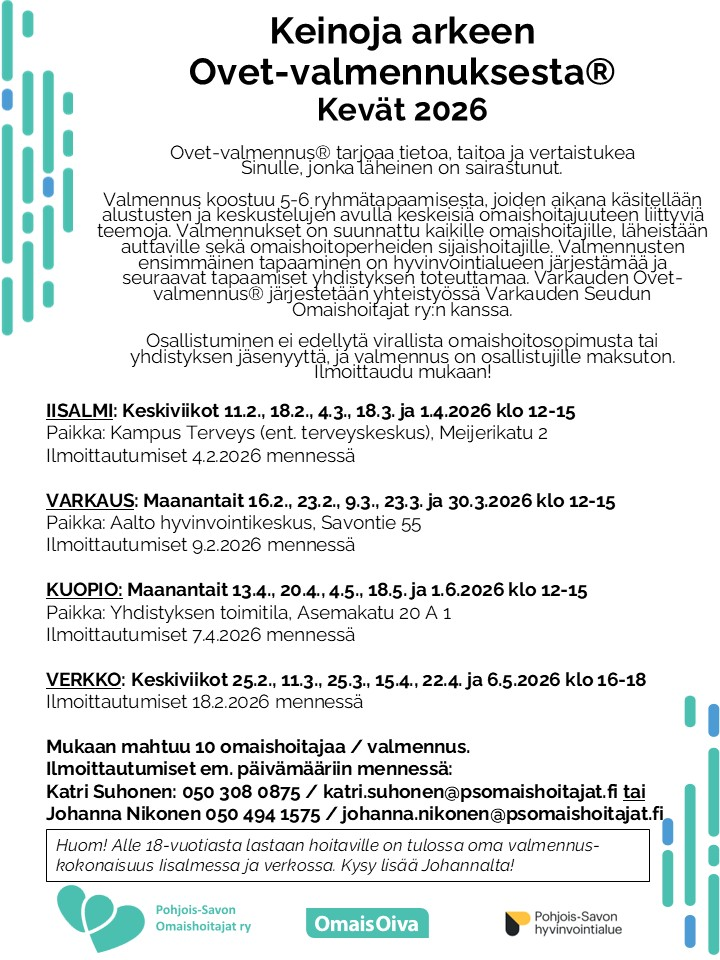 Keinoja arkeen
Ovet-valmennuksesta®
Kevät 2026
Ovet-valmennus® tarjoaa tietoa, taitoa ja vertaistukea
Sinulle, jonka läheinen on sairastunut.
Valmennus koostuu 5-6 ryhmätapaamisesta, joiden aikana käsitellään
alustusten ja keskustelujen avulla keskeisiä omaishoitajuuteen liittyviä
teemoja. Valmennukset on suunnattu kaikille omaishoitajille, läheistään
auttaville sekä omaishoitoperheiden sijaishoitajille. Valmennusten
ensimmäinen tapaaminen on hyvinvointialueen järjestämää ja
seuraavat tapaamiset yhdistyksen toteuttamaa. Varkauden Ovet-
valmennus® järjestetään yhteistyössä Varkauden Seudun
Omaishoitajat ry:n kanssa.
Osallistuminen ei edellytä virallista omaishoitosopimusta tai
yhdistyksen jäsenyyttä, ja valmennus on osallistujille maksuton.
Ilmoittaudu mukaan!
IISALMI: Keskiviikot 11.2., 18.2., 4.3., 18.3. ja 1.4.2026 klo 12-15
Paikka: Kampus Terveys (ent. terveyskeskus), Meijerikatu 2
Ilmoittautumiset 4.2.2026 mennessä
VARKAUS: Maanantait 16.2., 23.2., 9.3., 23.3. ja 30.3.2026 klo 12-15
Paikka: Aalto hyvinvointikeskus, Savontie 55
Ilmoittautumiset 9.2.2026 mennessä
KUOPIO: Maanantait 13.4., 20.4., 4.5., 18.5. ja 1.6.2026 klo 12-15
Paikka: Yhdistyksen toimitila, Asemakatu 20 A 1
Ilmoittautumiset 7.4.2026 mennessä
VERKKO: Keskiviikot 25.2., 11.3., 25.3., 15.4., 22.4. ja 6.5.2026 klo 16-18
Ilmoittautumiset 18.2.2026 mennessä
Mukaan mahtuu 10 omaishoitajaa / valmennus.
Ilmoittautumiset em. päivämääriin mennessä:
Katri Suhonen: 050 308 0875 / katri.suhonen@psomaishoitajat.fi tai
Johanna Nikonen 050 494 1575 / johanna.nikonen@psomaishoitajat.fi
Huom! Alle 18-vuotiasta lastaan hoitaville on tulossa oma valmennus-
kokonaisuus Iisalmessa ja verkossa. Kysy lisää Johannalta!
Pohjois-Savon
Omaishoitajat ry
OmaisOiva
Pohjois-Savon
hyvinvointialue